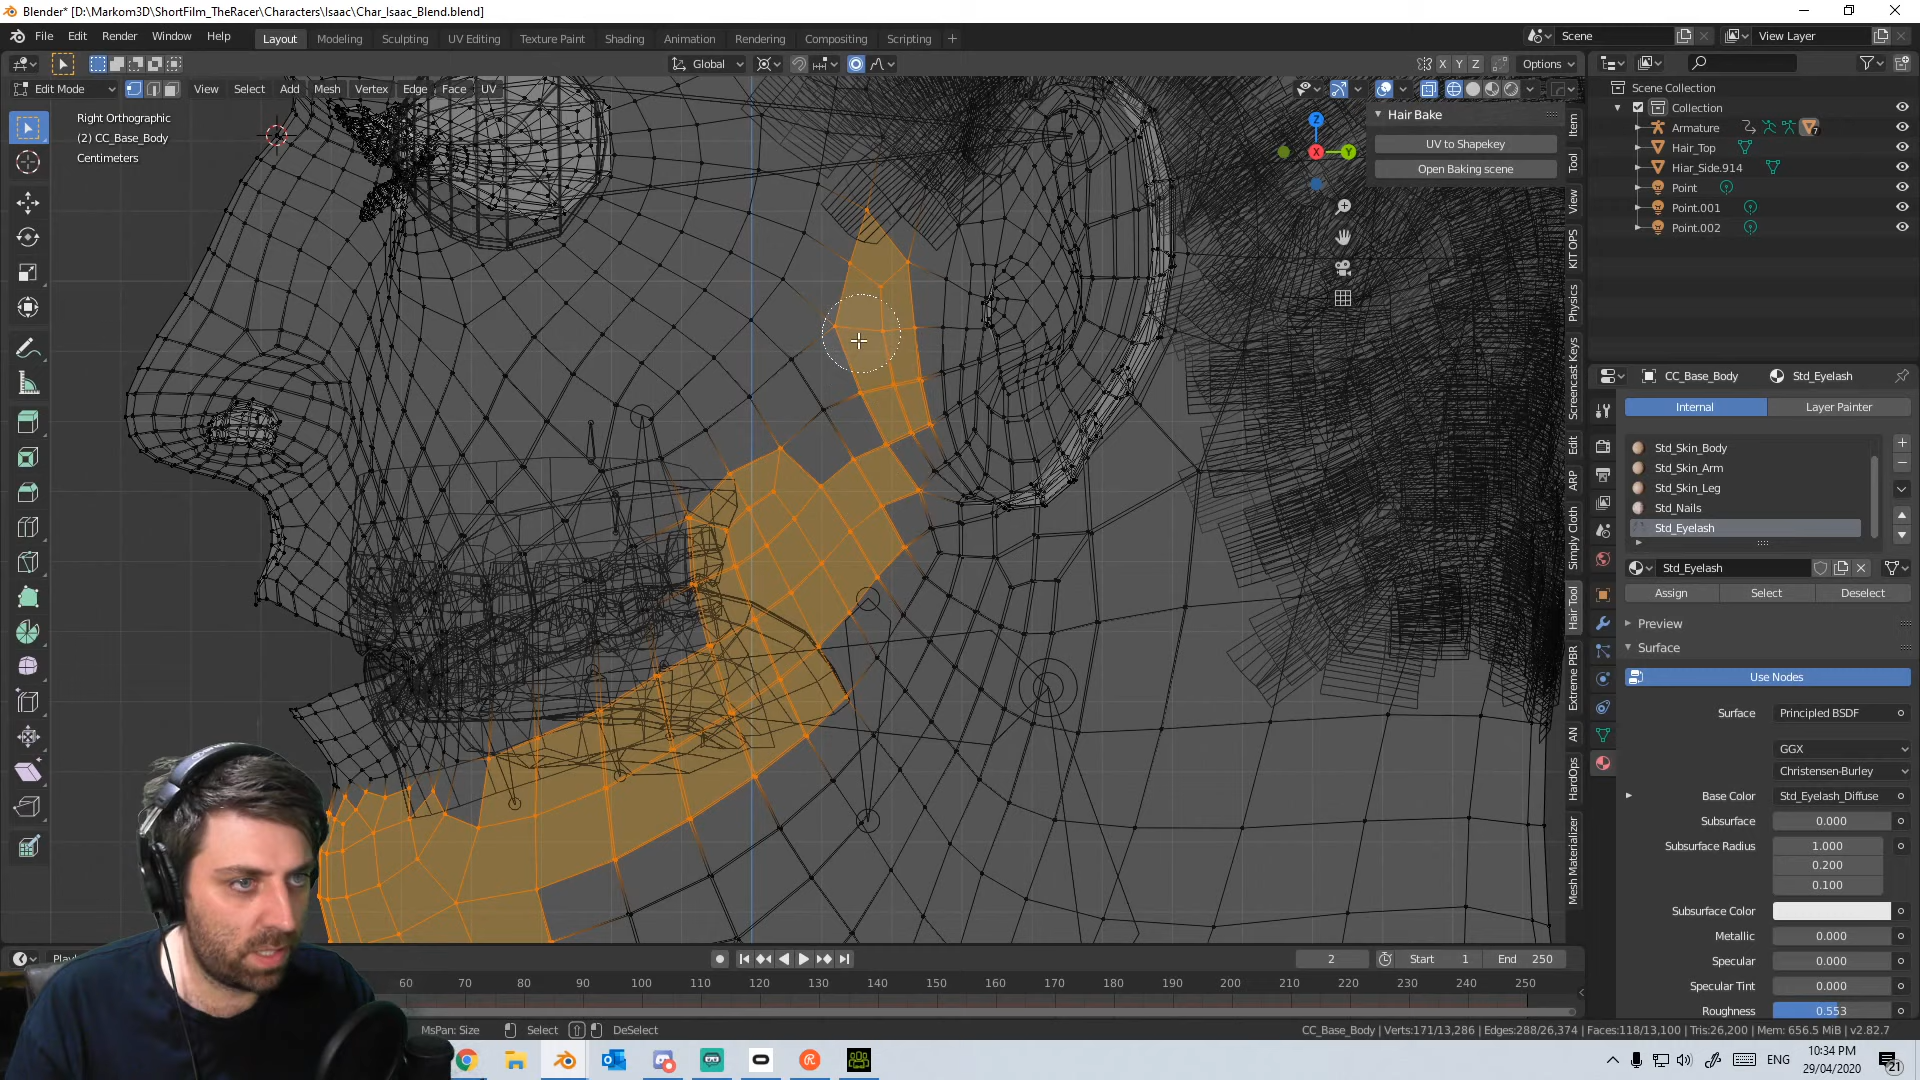 Blender* [D:\Markom3D\ShortFilm_TheRacer\Characters\Isaac\Char_Isaac_Blend.blend]
File Edit Render Window Help Layout Modeling Sculpting UV Editing Texture Paint Shading Animation Rendering Compositing Scripting + Scene View Layer
Global X Y Z Options
Edit Mode View Select Add Mesh Vertex Edge Face UV
Right Orthographic
(2) CC_Base_Body
Centimeters
Z
X
Y
Hair Bake
UV to Shapekey
Open Baking scene
Item
Tool
View
KIT OPS
Physics
Screencast Keys
Edit
ARP
Simply Cloth
Hair Tool
Extreme PBR
AN
HardOps
Mesh Materializer
Scene Collection
Collection
Armature 7
Hair_Top
Hiar_Side.914
Point
Point.001
Point.002
CC_Base_Body Std_Eyelash
Internal Layer Painter
Std_Skin_Body
Std_Skin_Arm
Std_Skin_Leg
Std_Nails
Std_Eyelash
Std_Eyelash
Assign Select Deselect
Preview
Surface
Use Nodes
Surface Principled BSDF
GGX
Christensen-Burley
Base Color Std_Eyelash_Diffuse
Subsurface 0.000
Subsurface Radius 1.000
0.200
0.100
Subsurface Color
Metallic 0.000
Specular 0.000
Specular Tint 0.000
Roughness 0.553
2 Start 1 End 250
60 70 80 90 100 110 120 130 140 150 160 170 180 190 200 210 220 230 240 250
MsPan: Size Select DeSelect
CC_Base_Body | Verts:171/13,286 | Edges:288/26,374 | Faces:118/13,100 | Tris:26,200 | Mem: 656.5 MiB | v2.82.7
ENG
10:34 PM
29/04/2020
21